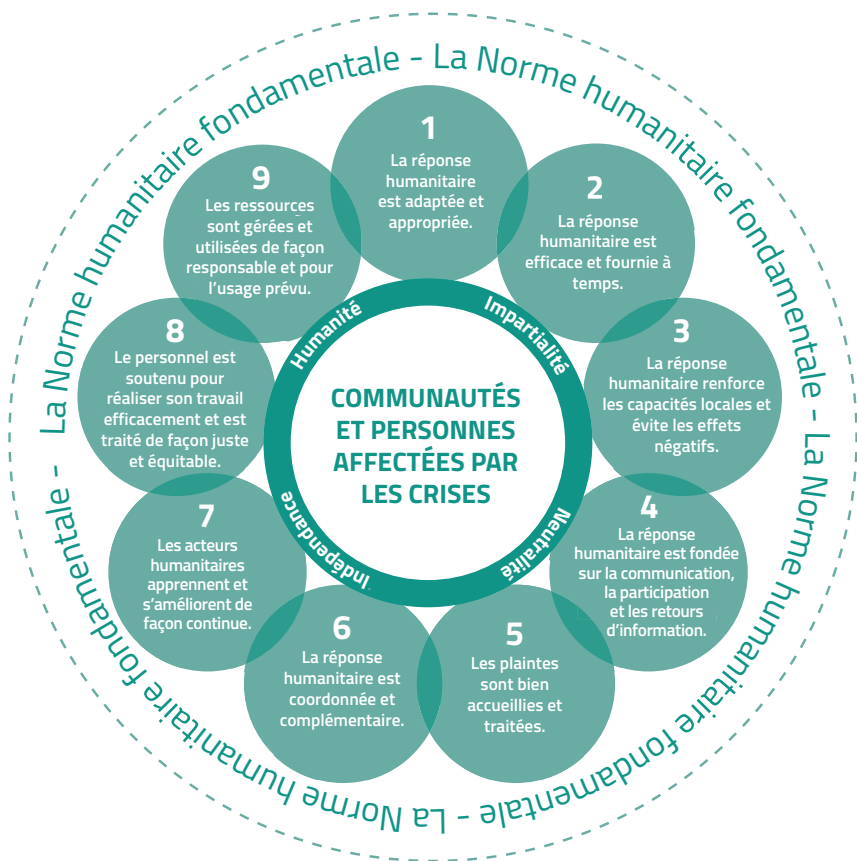 La Norme humanitaire fondamentale - La Norme humanitaire fondamentale - La Norme humanitaire fondamentale - La Norme humanitaire fondamentale -
1
La réponse
humanitaire
est adaptée et
appropriée.
2
La réponse
humanitaire est
efficace et fournie à
temps.
3
La réponse
humanitaire renforce
les capacités locales et
évite les effets
négatifs.
4
La réponse
humanitaire est fondée
sur la communication,
la participation
et les retours
d'information.
5
Les plaintes
sont bien
accueillies et
traitées.
6
La réponse
humanitaire est
coordonnée et
complémentaire.
7
Les acteurs
humanitaires
apprennent et
s'améliorent de
façon continue.
8
Le personnel est
soutenu pour
réaliser son travail
efficacement et est
traité de façon juste
et équitable.
9
Les ressources
sont gérées et
utilisées de façon
responsable et pour
l'usage prévu.
Humanité
Impartialité
Neutralité
Indépendance
COMMUNAUTÉS
ET PERSONNES
AFFECTÉES PAR
LES CRISES